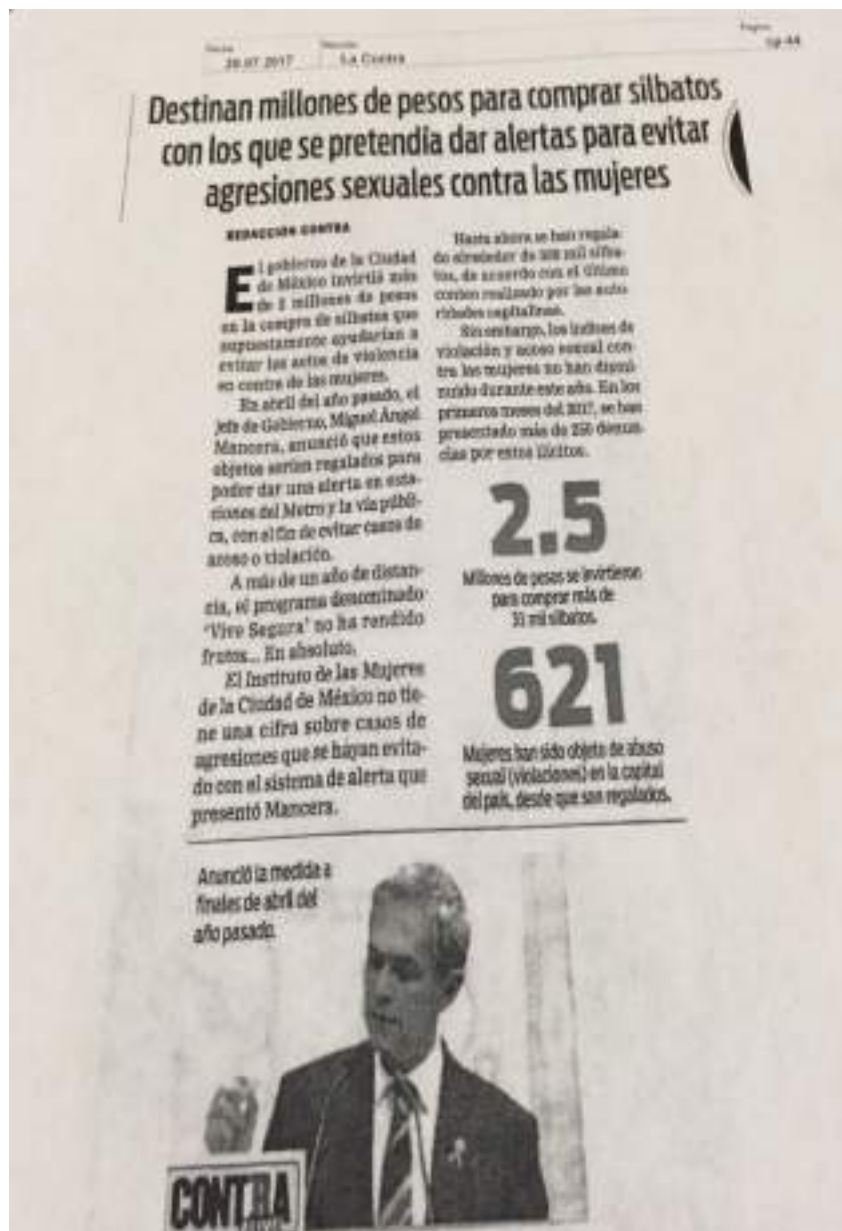 Fecha
Sección
Página
20.07.2017
La Contra
pp-44
Destinan millones de pesos para comprar silbatos
con los que se pretendía dar alertas para evitar
agresiones sexuales contra las mujeres
REDACCIÓN CONTRA
El gobierno de la Ciudad
de México invirtió más
de 2 millones de pesos
en la compra de silbatos que
supuestamente ayudarían a
evitar los actos de violencia
en contra de las mujeres.
En abril del año pasado, el
Jefe de Gobierno, Miguel Ángel
Mancera, anunció que estos
objetos serían regalados para
poder dar una alerta en esta-
ciones del Metro y la vía públi-
ca, con el fin de evitar casos de
acoso o violación.
A más de un año de distan-
cia, el programa denominado
'Vive Segura' no ha rendido
frutos... En absoluto.
El Instituto de las Mujeres
de la Ciudad de México no tie-
ne una cifra sobre casos de
agresiones que se hayan evita-
do con el sistema de alerta que
presentó Mancera.
Hasta ahora se han regala-
do alrededor de mil silba-
tos, de acuerdo con el último
conteo realizado por las auto-
ridades capitalinas.
Sin embargo, los índices de
violación y acoso sexual con-
tra las mujeres no han dismi-
nuido durante este año. En los
primeros meses del 2017, se han
presentado más de 250 denun-
cias por estos ilícitos.
2.5
Millones de pesos se invirtieron
para comprar más de
mil silbatos.
621
Mujeres han sido objeto de abuso
sexual (violaciones) en la capital
del país, desde que son regalados.
Anunció la medida a
finales de abril del
año pasado.
CONTRA